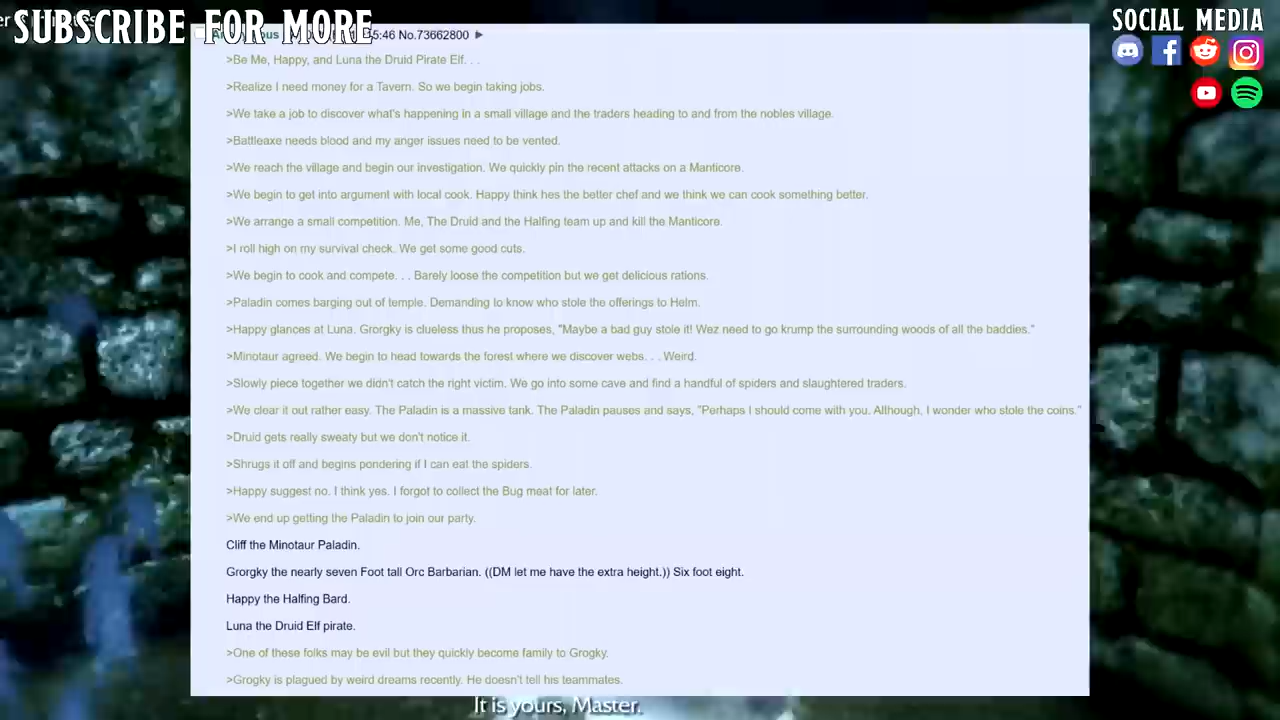 SUBSCRIBE FOR MORE
SOCIAL MEDIA
5:46 No.73662800
>Be Me, Happy, and Luna the Druid Pirate Elf. . .
>Realize I need money for a Tavern. So we begin taking jobs.
>We take a job to discover what's happening in a small village and the traders heading to and from the nobles village.
>Battleaxe needs blood and my anger issues need to be vented.
>We reach the village and begin our investigation. We quickly pin the recent attacks on a Manticore.
>We begin to get into argument with local cook. Happy think hes the better chef and we think we can cook something better.
>We arrange a small competition. Me, The Druid and the Halfing team up and kill the Manticore.
>I roll high on my survival check. We get some good cuts.
>We begin to cook and compete. . . Barely loose the competition but we get delicious rations.
>Paladin comes barging out of temple. Demanding to know who stole the offerings to Helm.
>Happy glances at Luna. Grorgky is clueless thus he proposes, "Maybe a bad guy stole it! Wez need to go krump the surrounding woods of all the baddies."
>Minotaur agreed. We begin to head towards the forest where we discover webs. . . Weird.
>Slowly piece together we didn't catch the right victim. We go into some cave and find a handful of spiders and slaughtered traders.
>We clear it out rather easy. The Paladin is a massive tank. The Paladin pauses and says, "Perhaps I should come with you. Although, I wonder who stole the coins."
>Druid gets really sweaty but we don't notice it.
>Shrugs it off and begins pondering if I can eat the spiders.
>Happy suggest no. I think yes. I forgot to collect the Bug meat for later.
>We end up getting the Paladin to join our party.
Cliff the Minotaur Paladin.
Grorgky the nearly seven Foot tall Orc Barbarian. ((DM let me have the extra height.)) Six foot eight.
Happy the Halfing Bard.
Luna the Druid Elf pirate.
>One of these folks may be evil but they quickly become family to Grogky.
>Grogky is plagued by weird dreams recently. He doesn't tell his teammates.
It is yours, Master.